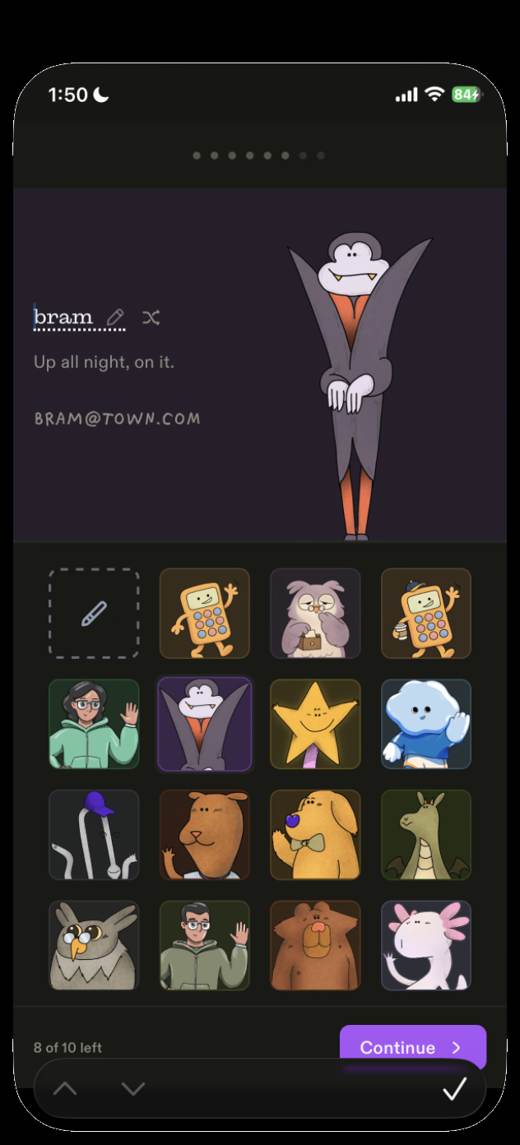 1:50
84
bram
Up all night, on it.
BRAM@TOWN.COM
8 of 10 left
Continue